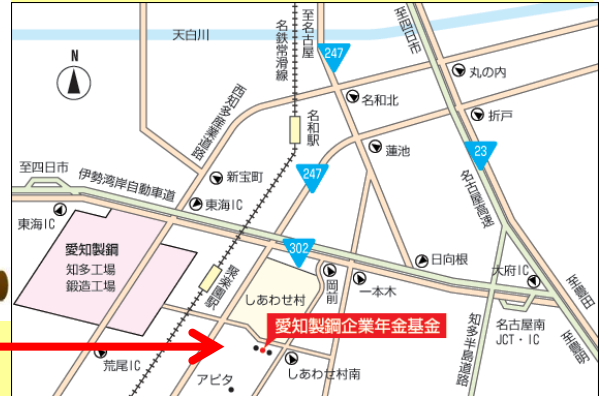 至名古屋
至四日市
天白川
名鉄常滑線
247
N
丸の内
西知多産業道路
名和北
折戸
名和駅
蓮池
23
至四日市
伊勢湾岸自動車道
新宝町
247
名古屋高速
東海IC
東海IC
302
愛知製鋼
知多工場
鍛造工場
聚楽園駅
しあわせ村
岡前
一本木
日向根
大府IC
至豊田
愛知製鋼企業年金基金
名古屋南
JCT・IC
至豊明
知多半島道路
荒尾IC
しあわせ村南
アピタ